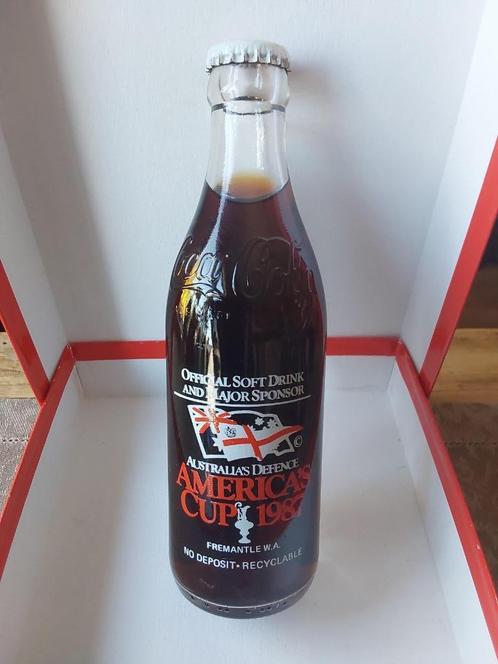 Coca-Cola
OFFICIAL SOFT DRINK
AND MAJOR SPONSOR
©
AUSTRALIA'S DEFENCE
AMERICA'S
CUP 1987
FREMANTLE W.A.
NO DEPOSIT • RECYCLABLE